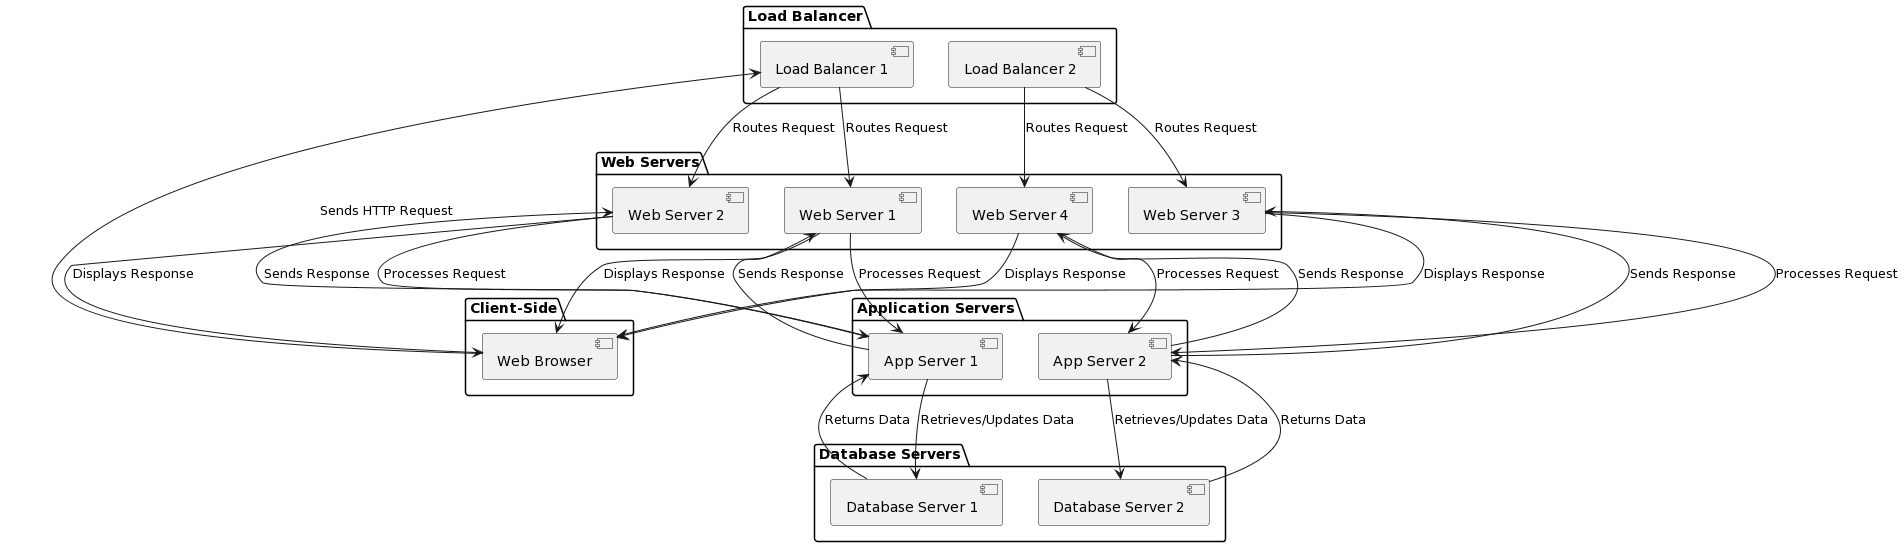 Load Balancer
Load Balancer 1
Load Balancer 2
Routes Request
Routes Request
Routes Request
Routes Request
Web Servers
Sends HTTP Request
Web Server 2
Web Server 1
Web Server 4
Web Server 3
Displays Response
Sends Response
Processes Request
Displays Response
Sends Response
Processes Request
Displays Response
Processes Request
Sends Response
Displays Response
Sends Response
Processes Request
Client-Side
Application Servers
Web Browser
App Server 1
App Server 2
Returns Data
Retrieves/Updates Data
Retrieves/Updates Data
Returns Data
Database Servers
Database Server 1
Database Server 2